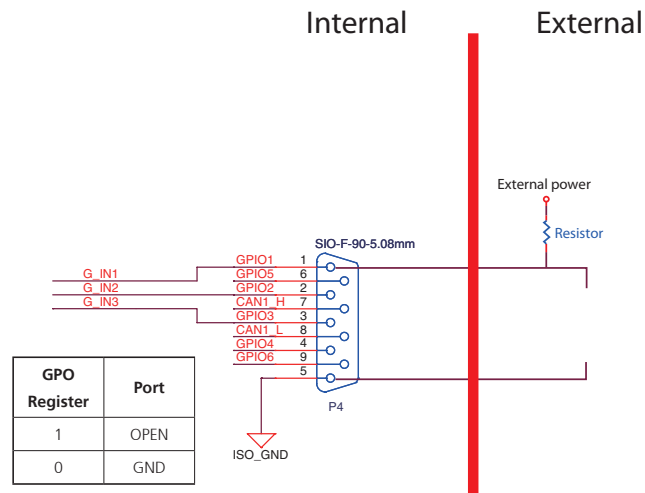 Internal
External
External power
Resistor
SIO-F-90-5.08mm
GPIO1 1
G_IN1 GPIO5 6
G_IN2 GPIO2 2
G_IN3 CAN1_H 7
GPIO3 3
CAN1_L 8
GPIO4 4
GPIO6 9
5
P4
ISO_GND
GPO Register Port
1 OPEN
0 GND